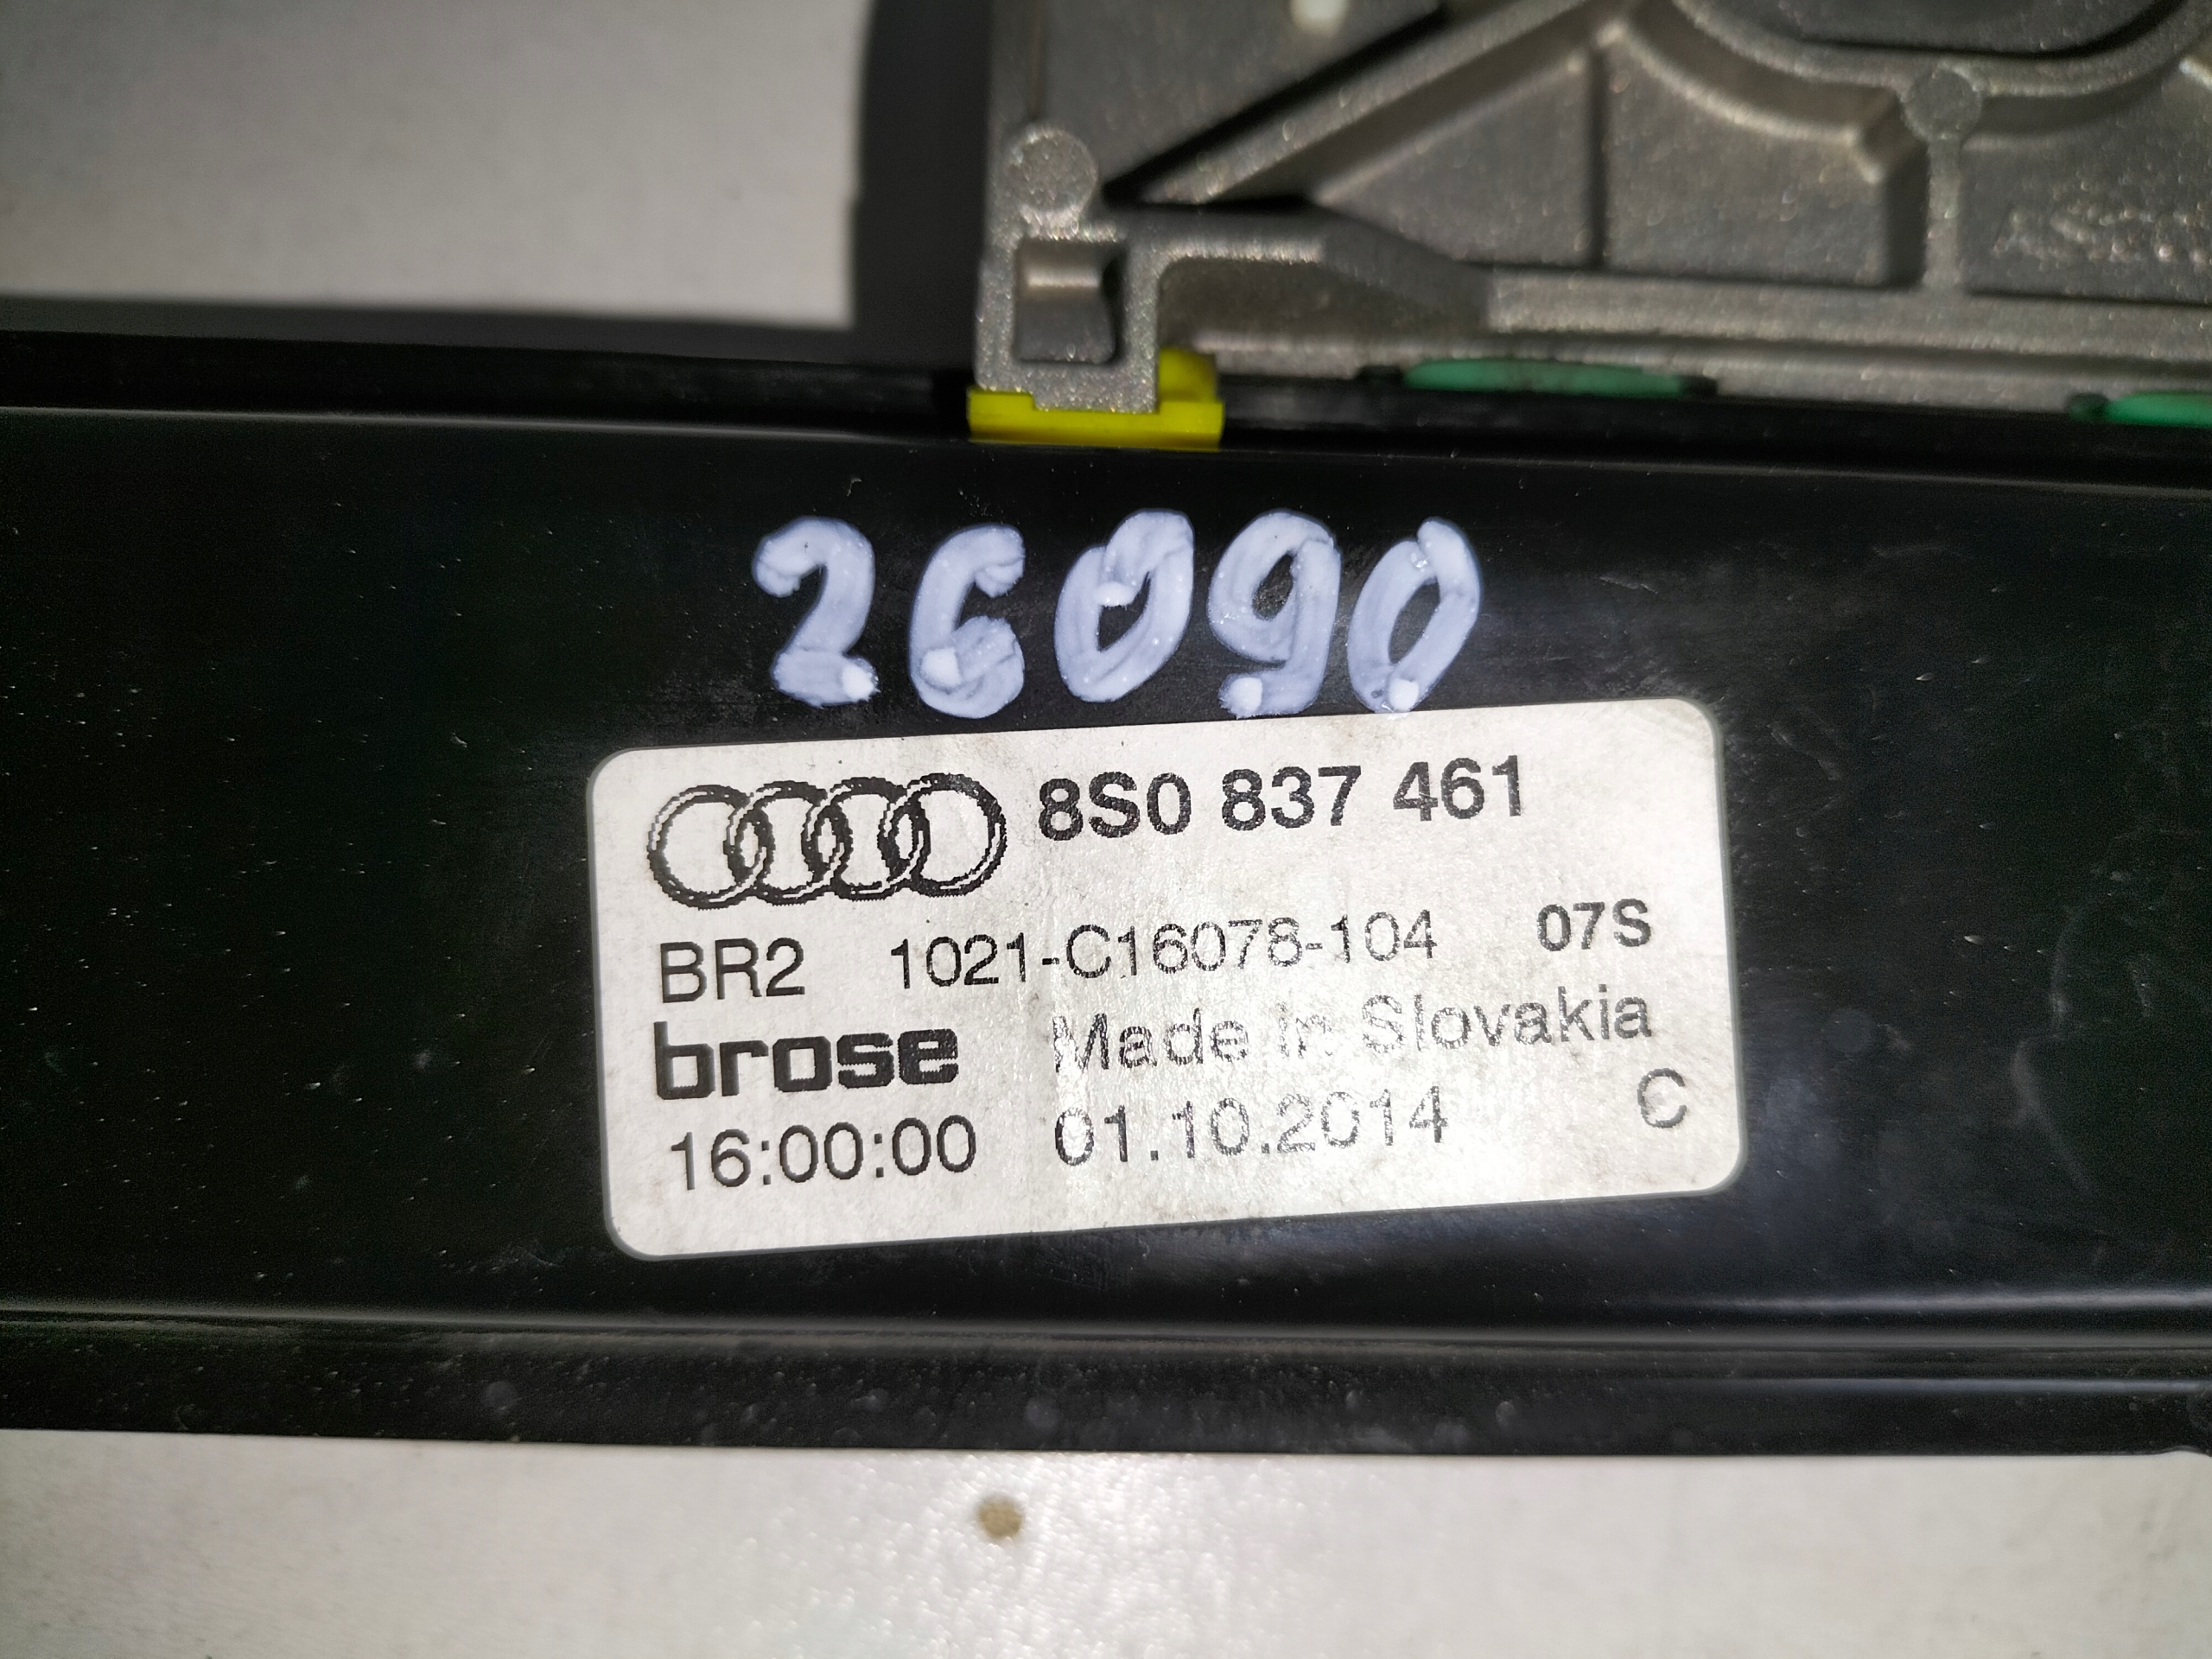 26090
8S0 837 461
BR2 1021-C16078-104 07S
brose Made in Slovakia
16:00:00 01.10.2014 C